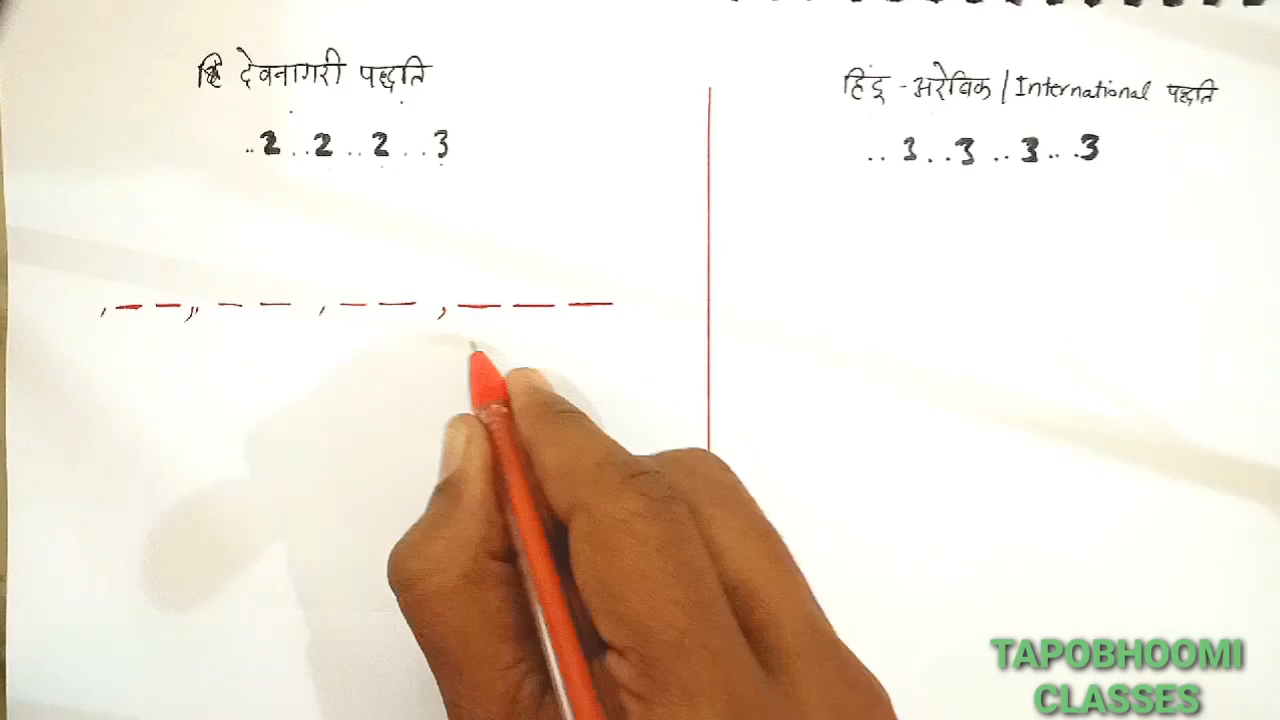 देवनागरी पद्धति
..2..2..2..3
हिंदू-अरेबिक/International पद्धति
..3..3..3..3
, _ _,, _ _ , _ _ , _ _ _
TAPOBHOOMI
CLASSES